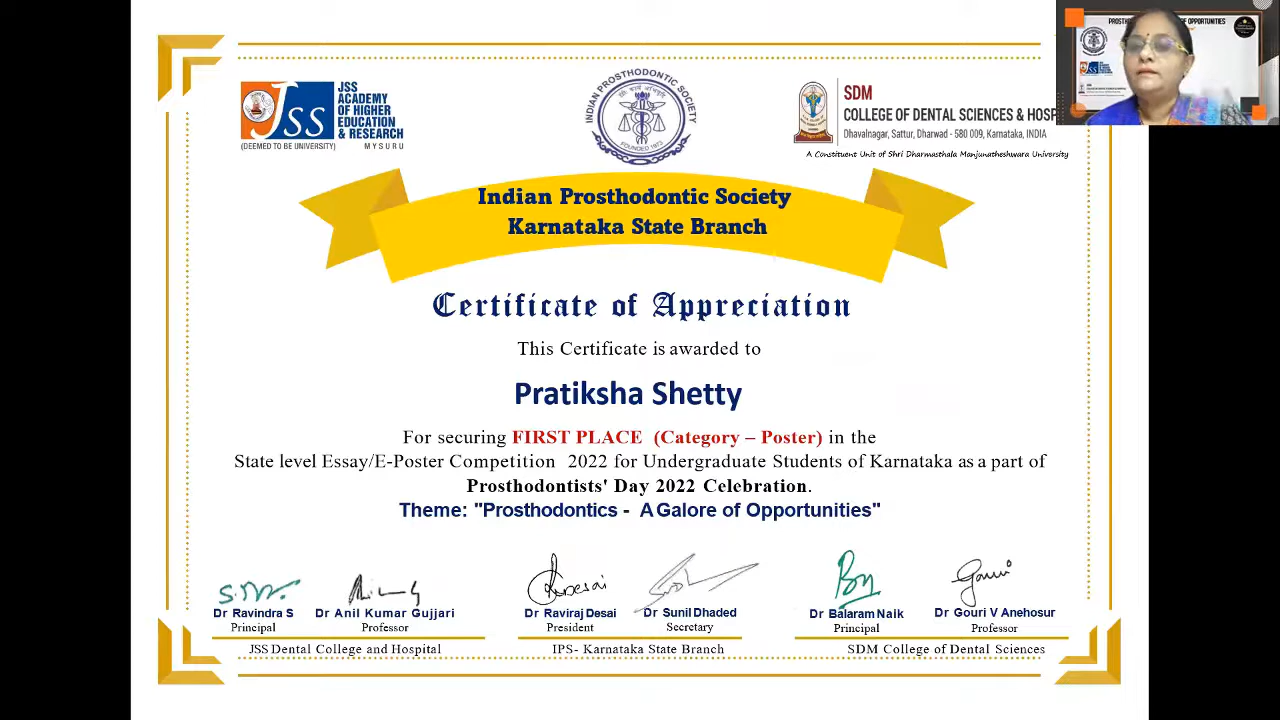 JSS
JSS
ACADEMY
OF HIGHER
EDUCATION
& RESEARCH
(DEEMED TO BE UNIVERSITY) MYSURU
INDIAN PROSTHODONTIC SOCIETY
FOUNDED 1973
SDM
COLLEGE OF DENTAL SCIENCES & HOSP
Dhavalnagar, Sattur, Dharwad - 580 009, Karnataka, INDIA
A Constituent Unit of Shri Dharmasthala Manjunatheshwara University
OPPORTUNITIES
Indian Prosthodontic Society
Karnataka State Branch
Certificate of Appreciation
This Certificate is awarded to
Pratiksha Shetty
For securing FIRST PLACE (Category – Poster) in the
State level Essay/E-Poster Competition 2022 for Undergraduate Students of Karnataka as a part of
Prosthodontists' Day 2022 Celebration.
Theme: "Prosthodontics - A Galore of Opportunities"
Dr Ravindra S Dr Anil Kumar Gujjari Dr Raviraj Desai Dr Sunil Dhaded Dr Balaram Naik Dr Gouri V Anehosur
Principal Professor President Secretary Principal Professor
JSS Dental College and Hospital IPS- Karnataka State Branch SDM College of Dental Sciences